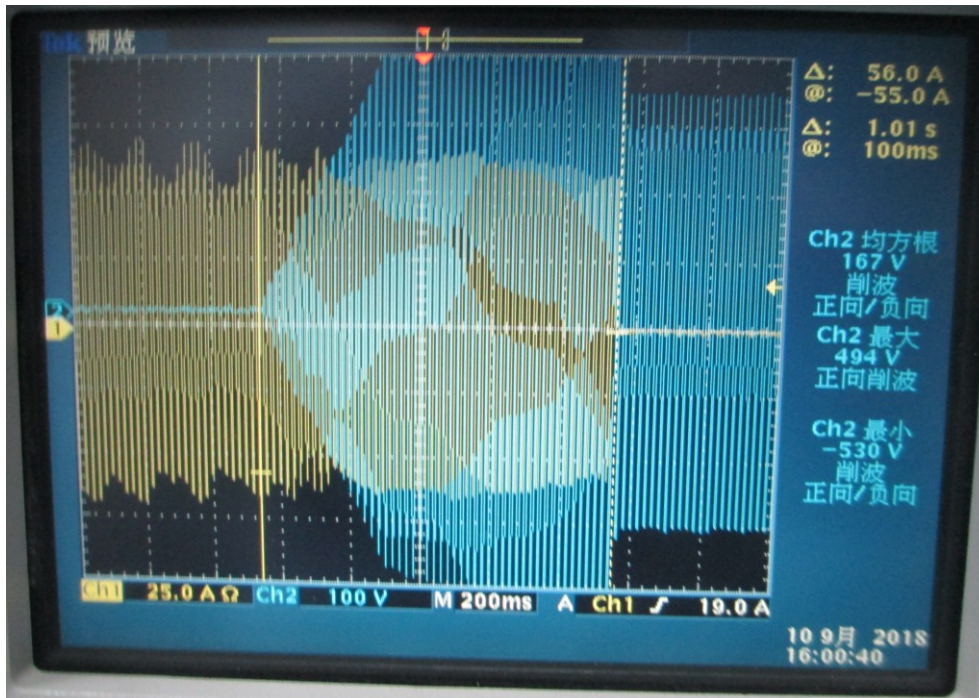 Tek 预览
Δ: 56.0 A
@: -55.0 A
Δ: 1.01 s
@: 100ms
Ch2 均方根
167 V
削波
正向/负向
Ch2 最大
494 V
正向削波
Ch2 最小
-530 V
削波
正向/负向
2
1
Ch1 25.0 A Ω Ch2 100 V M 200ms A Ch1 ʃ 19.0 A
10 9月 2018
16:00:40